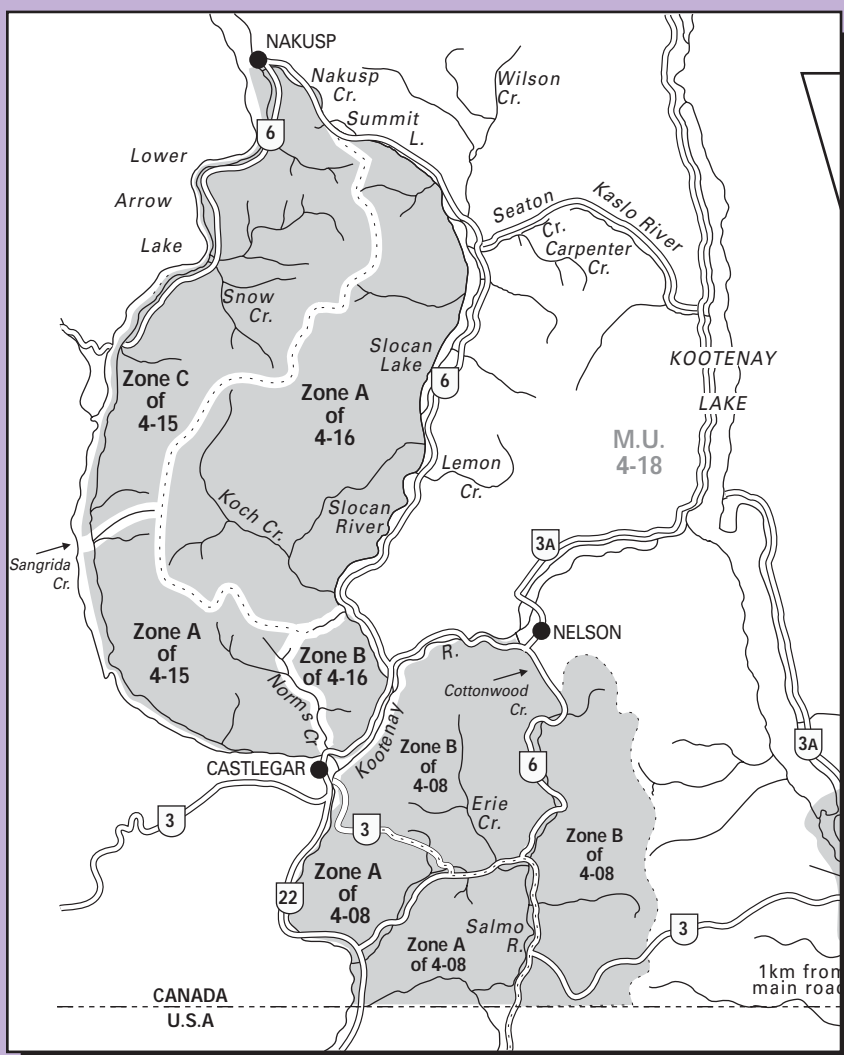 NAKUSP
Nakusp
Cr.
Wilson
Cr.
Summit
L.
6
Lower
Arrow
Lake
Seaton
Cr.
Kaslo River
Carpenter
Cr.
Snow
Cr.
Slocan
Lake
6
KOOTENAY
LAKE
Zone C
of
4-15
Zone A
of
4-16
M.U.
4-18
Lemon
Cr.
Koch Cr.
Slocan
River
3A
Sangrida
Cr.
NELSON
Zone A
of
4-15
Zone B
of 4-16
R.
Kootenay
Cottonwood
Cr.
Norms Cr
Zone B
of
4-08
6
3A
CASTLEGAR
3
3
Erie
Cr.
Zone B
of
4-08
Zone A
of
4-08
22
Salmo
R.
Zone A
of 4-08
3
1km from
main road
CANADA
U.S.A